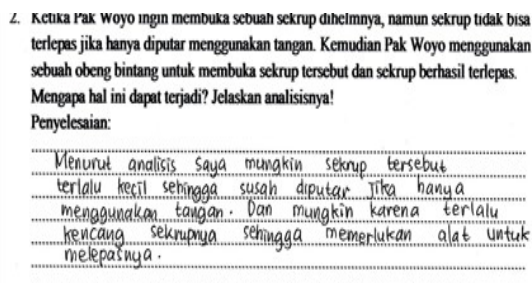 2. Ketika Pak Woyo ingin membuka sebuah sekrup dihelmnya, namun sekrup tidak bisa
terlepas jika hanya diputar menggunakan tangan. Kemudian Pak Woyo menggunakan
sebuah obeng bintang untuk membuka sekrup tersebut dan sekrup berhasil terlepas.
Mengapa hal ini dapat terjadi? Jelaskan analisisnya!
Penyelesaian:
Menurut analisis saya mungkin sekrup tersebut
terlalu kecil sehingga susah diputar jika hanya
menggunakan tangan. Dan mungkin karena terlalu
kencang sekrupnya sehingga memerlukan alat untuk
melepasnya.